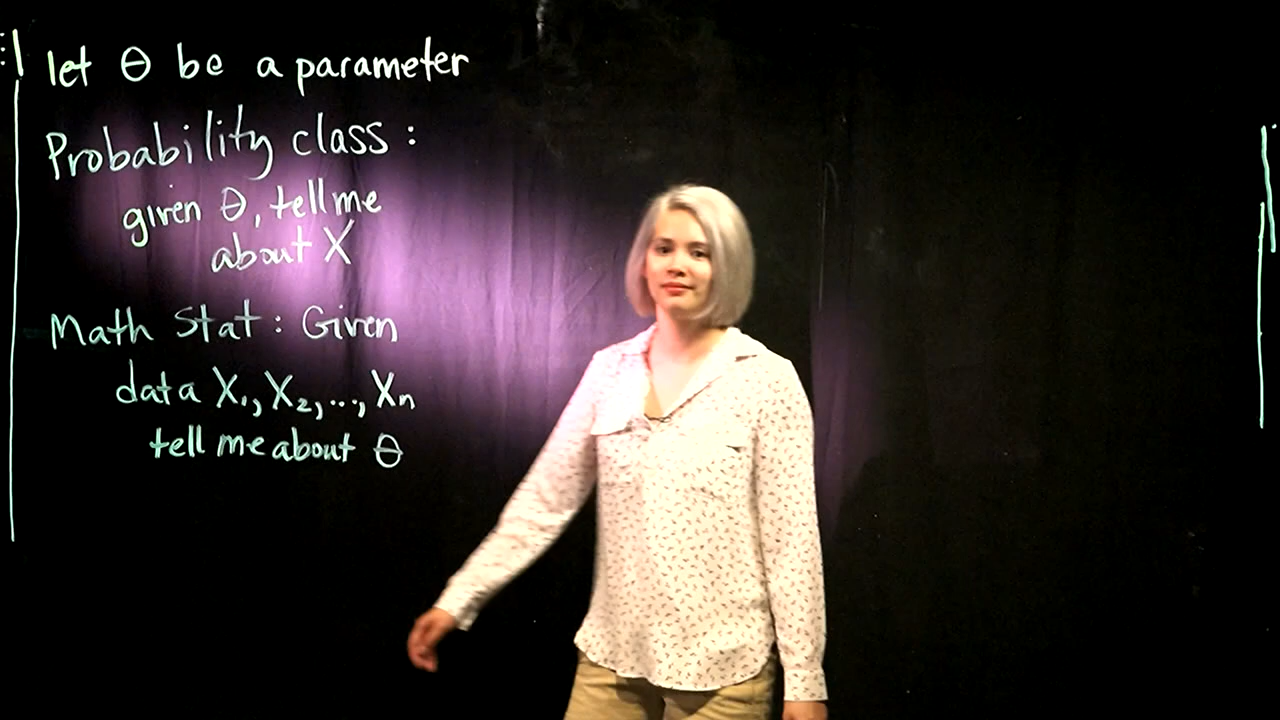 let θ be a parameter
Probability class:
given θ, tell me
about X
Math Stat: Given
data X₁, X₂, ..., Xₙ
tell me about θ